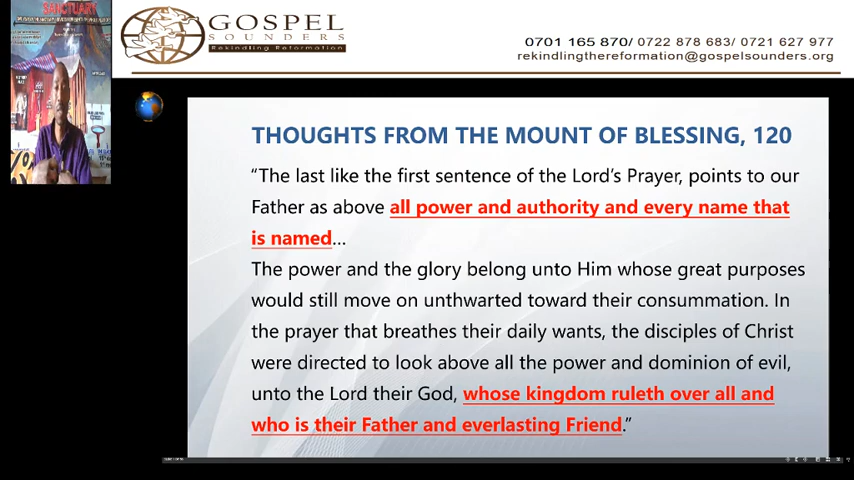 SANCTUARY
GOSPEL
SOUNDERS
Rekindling Reformation
0701 165 870/ 0722 878 683/ 0721 627 977
rekindlingthereformation@gospelsounders.org
THOUGHTS FROM THE MOUNT OF BLESSING, 120
“The last like the first sentence of the Lord’s Prayer, points to our
Father as above all power and authority and every name that
is named...
The power and the glory belong unto Him whose great purposes
would still move on unthwarted toward their consummation. In
the prayer that breathes their daily wants, the disciples of Christ
were directed to look above all the power and dominion of evil,
unto the Lord their God, whose kingdom ruleth over all and
who is their Father and everlasting Friend.”